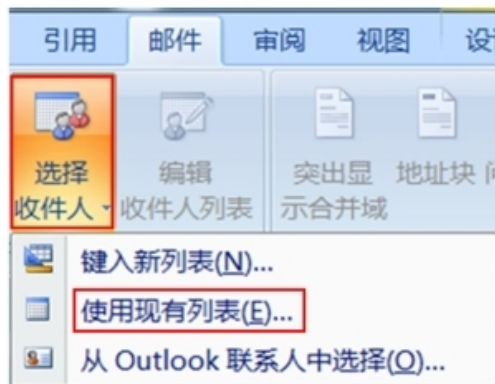 引用 邮件 审阅 视图
选择 编辑 突出显 地址块
收件人 收件人列表 示合并域
键入新列表(N)...
使用现有列表(E)...
从 Outlook 联系人中选择(O)...